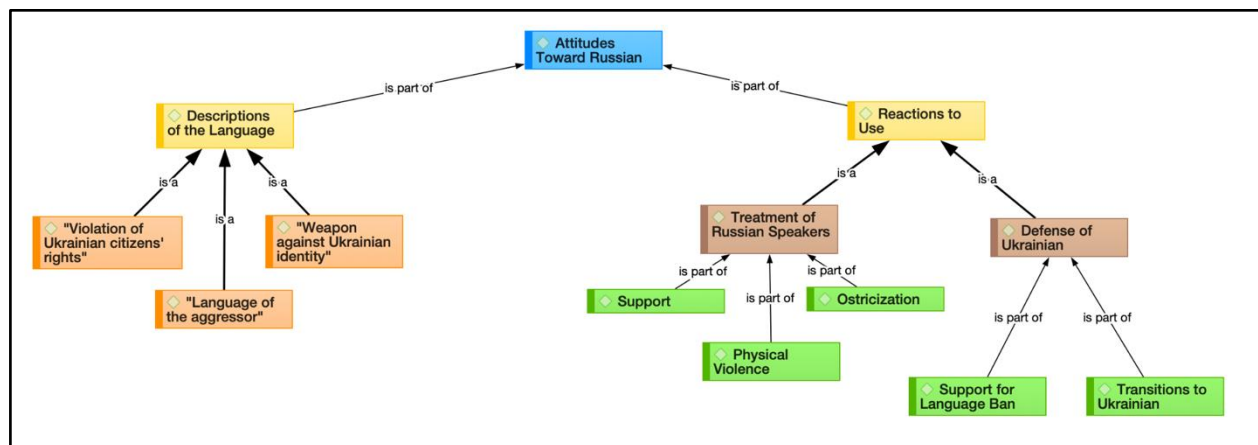 Attitudes
Toward Russian
is part of
is part of
Descriptions
of the Language
Reactions to
Use
is a
is a
is a
is a
is a
"Violation of
Ukrainian citizens'
rights"
"Weapon
against Ukrainian
identity"
"Language of
the aggressor"
Treatment of
Russian Speakers
Defense of
Ukrainian
is part of
is part of
is part of
Support
Ostricization
Physical
Violence
is part of
is part of
Support for
Language Ban
Transitions to
Ukrainian